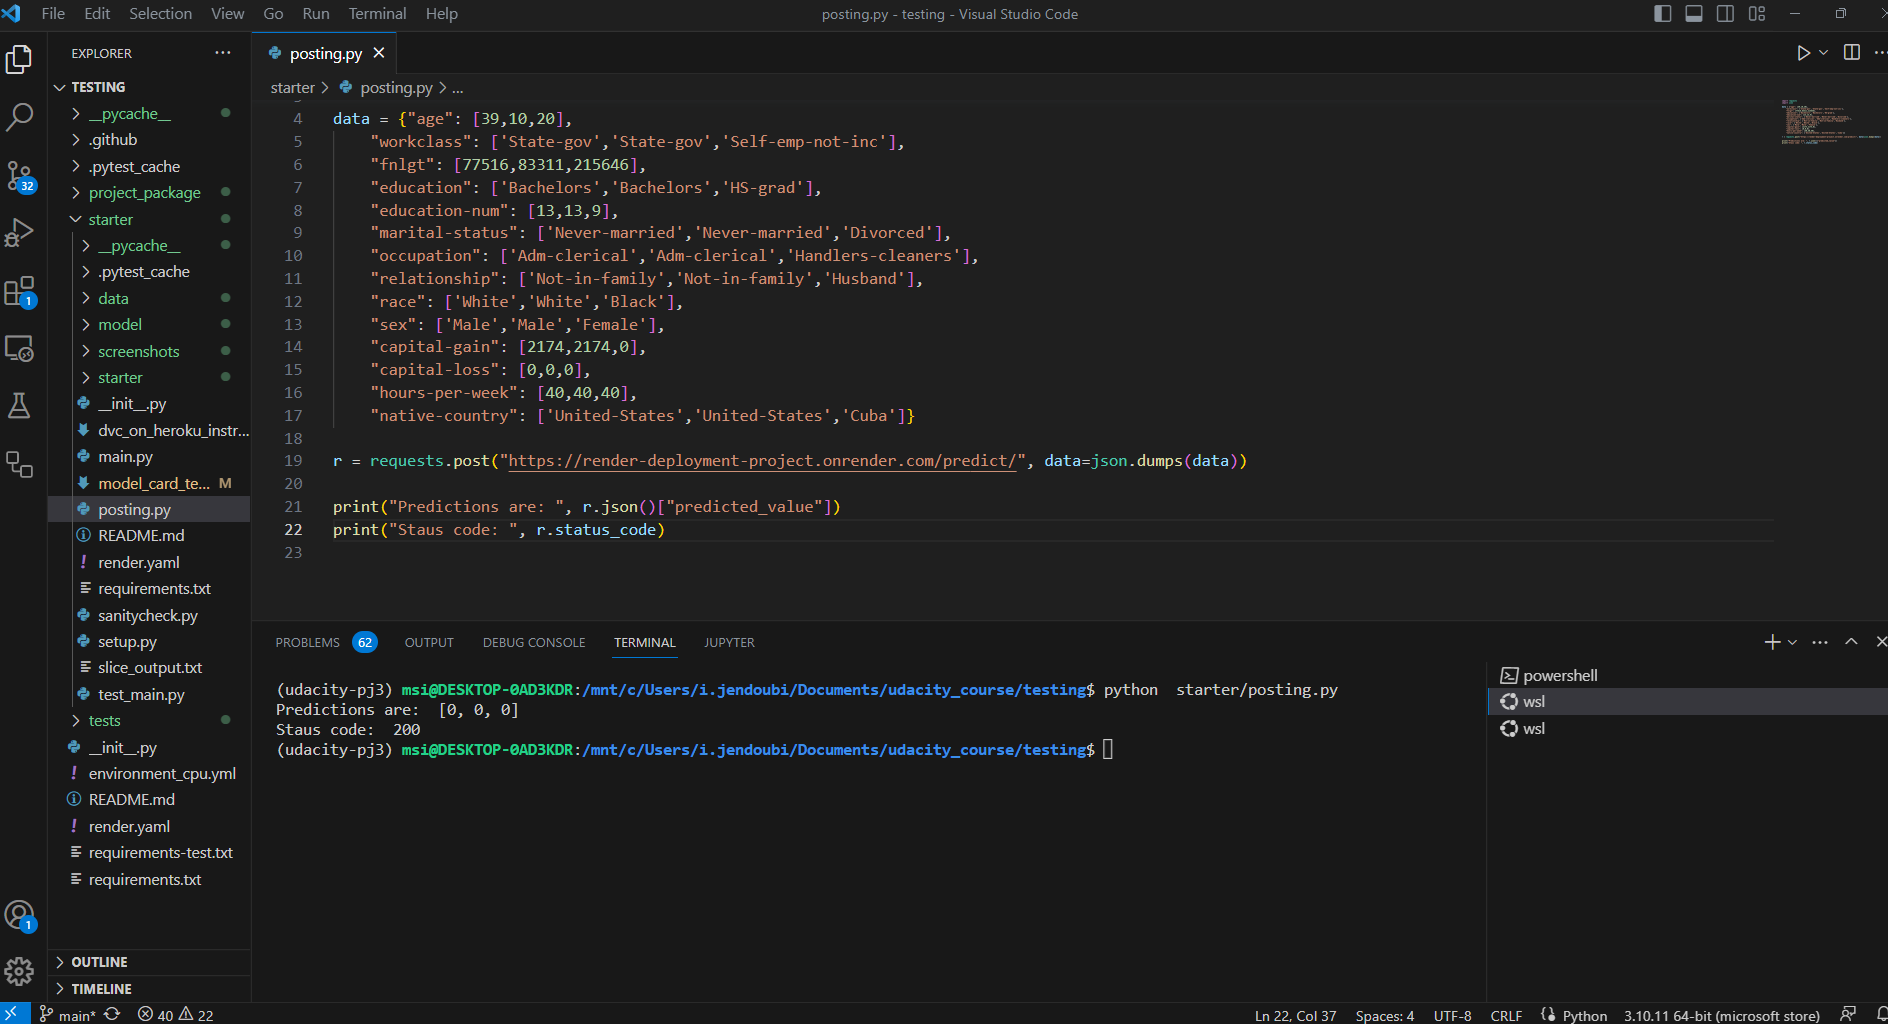 File Edit Selection View Go Run Terminal Help
posting.py - testing - Visual Studio Code
EXPLORER
TESTING
__pycache__
.github
.pytest_cache
project_package
starter
__pycache__
.pytest_cache
data
model
screenshots
starter
__init__.py
dvc_on_heroku_instr...
main.py
model_card_te... M
posting.py
README.md
render.yaml
requirements.txt
sanitycheck.py
setup.py
slice_output.txt
test_main.py
tests
__init__.py
environment_cpu.yml
README.md
render.yaml
requirements-test.txt
requirements.txt
OUTLINE
TIMELINE
32
1
1
posting.py
starter > posting.py > ...
4 data = {"age": [39,10,20],
5 "workclass": ['State-gov','State-gov','Self-emp-not-inc'],
6 "fnlgt": [77516,83311,215646],
7 "education": ['Bachelors','Bachelors','HS-grad'],
8 "education-num": [13,13,9],
9 "marital-status": ['Never-married','Never-married','Divorced'],
10 "occupation": ['Adm-clerical','Adm-clerical','Handlers-cleaners'],
11 "relationship": ['Not-in-family','Not-in-family','Husband'],
12 "race": ['White','White','Black'],
13 "sex": ['Male','Male','Female'],
14 "capital-gain": [2174,2174,0],
15 "capital-loss": [0,0,0],
16 "hours-per-week": [40,40,40],
17 "native-country": ['United-States','United-States','Cuba']}
18
19 r = requests.post("https://render-deployment-project.onrender.com/predict/", data=json.dumps(data))
20
21 print("Predictions are: ", r.json()["predicted_value"])
22 print("Staus code: ", r.status_code)
23
PROBLEMS 62 OUTPUT DEBUG CONSOLE TERMINAL JUPYTER
(udacity-pj3) msi@DESKTOP-0AD3KDR:/mnt/c/Users/i.jendoubi/Documents/udacity_course/testing$ python  starter/posting.py
Predictions are:  [0, 0, 0]
Staus code:  200
(udacity-pj3) msi@DESKTOP-0AD3KDR:/mnt/c/Users/i.jendoubi/Documents/udacity_course/testing$
powershell
wsl
wsl
main* 40 22
Ln 22, Col 37 Spaces: 4 UTF-8 CRLF Python 3.10.11 64-bit (microsoft store)